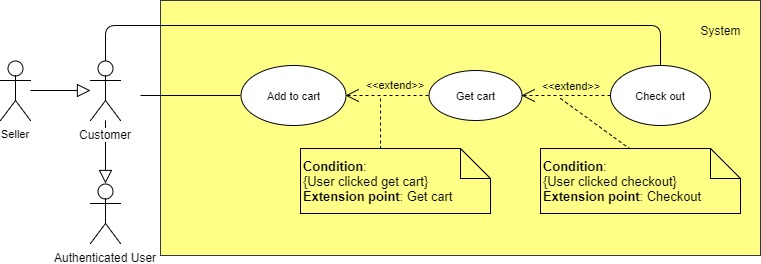 System
<<extend>>
<<extend>>
Add to cart
Get cart
Check out
Seller
Customer
Condition:
{User clicked get cart}
Extension point: Get cart
Condition:
{User clicked checkout}
Extension point: Checkout
Authenticated User